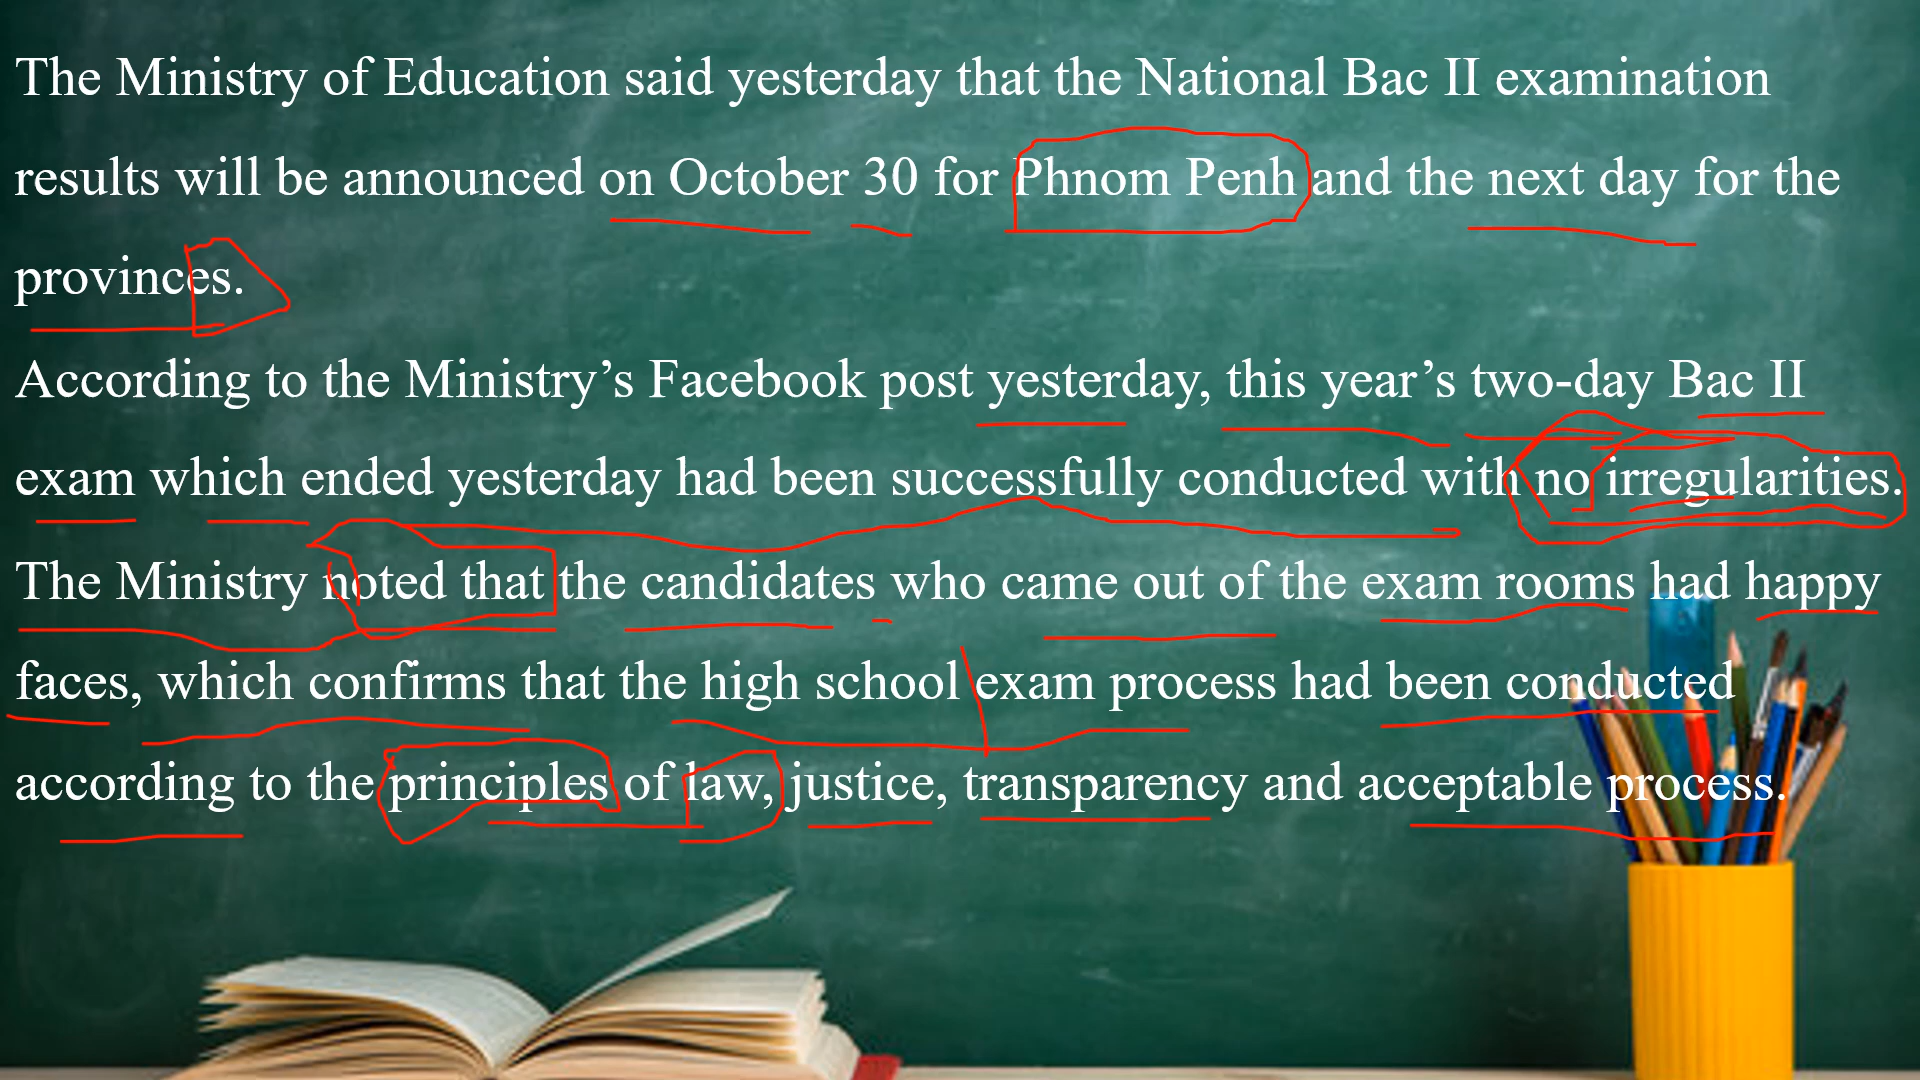 The Ministry of Education said yesterday that the National Bac II examination
results will be announced on October 30 for Phnom Penh and the next day for the
provinces.
According to the Ministry’s Facebook post yesterday, this year’s two-day Bac II
exam which ended yesterday had been successfully conducted with no irregularities.
The Ministry noted that the candidates who came out of the exam rooms had happy
faces, which confirms that the high school exam process had been conducted
according to the principles of law, justice, transparency and acceptable process.